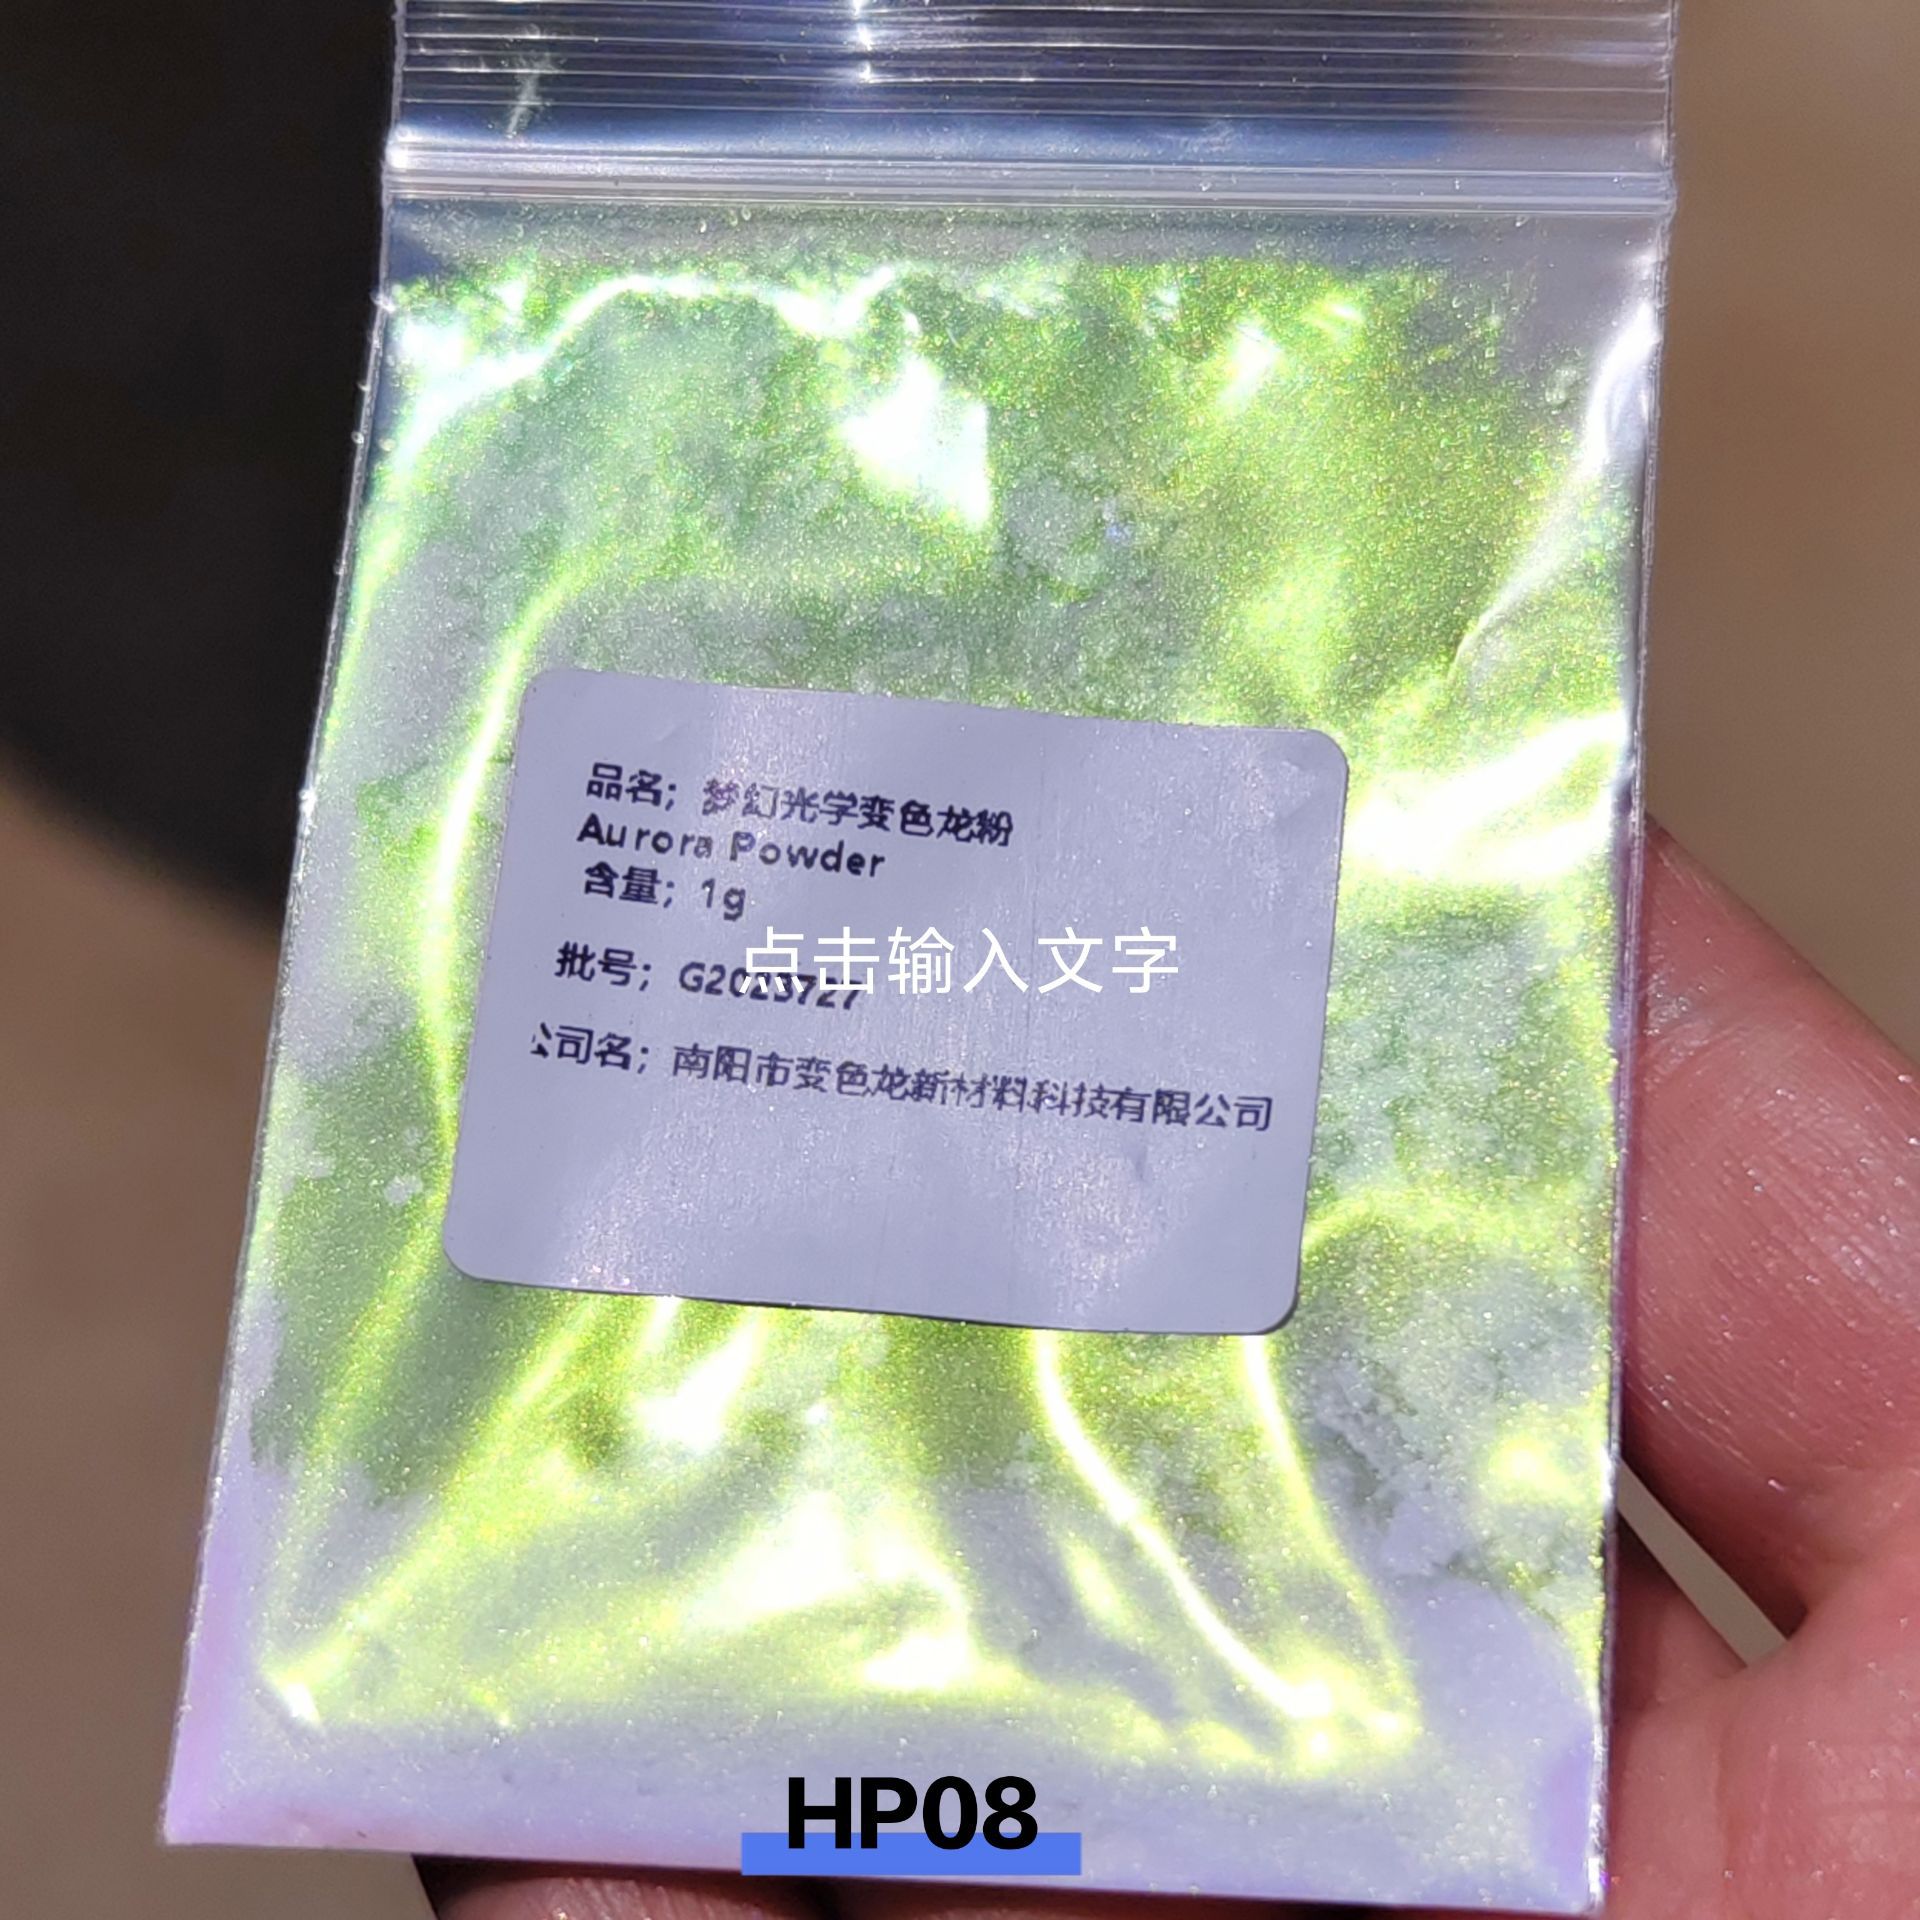 品名；梦幻光学变色龙粉
Aurora Powder
含量；1g
点击输入文字
批号；G2023727
公司名；南阳市变色龙新材料科技有限公司
HP08